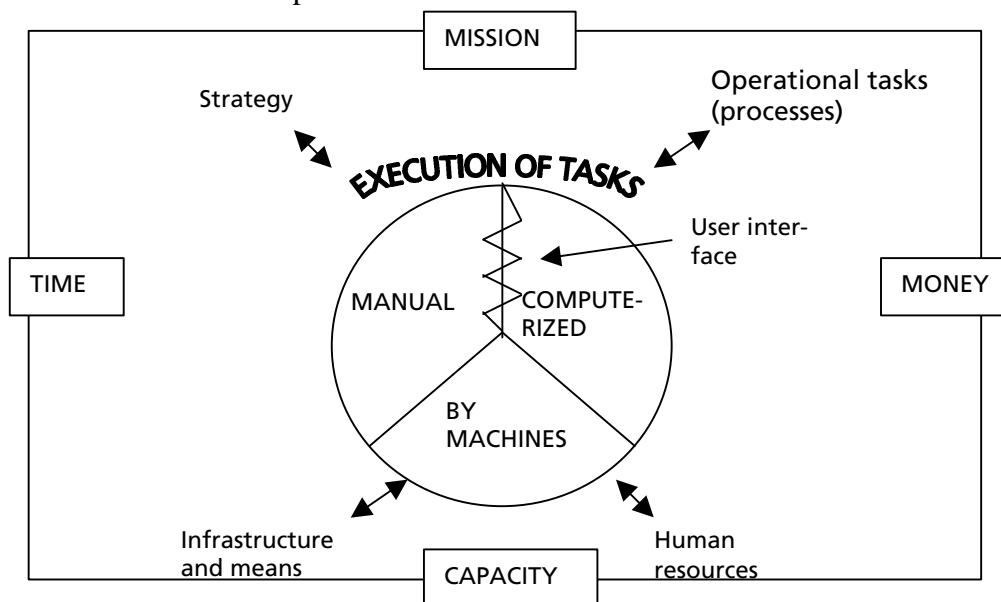 MISSION
Strategy
Operational tasks
(processes)
EXECUTION OF TASKS
User inter-
face
TIME
MONEY
MANUAL
COMPUTE-
RIZED
BY
MACHINES
Infrastructure
and means
Human
resources
CAPACITY